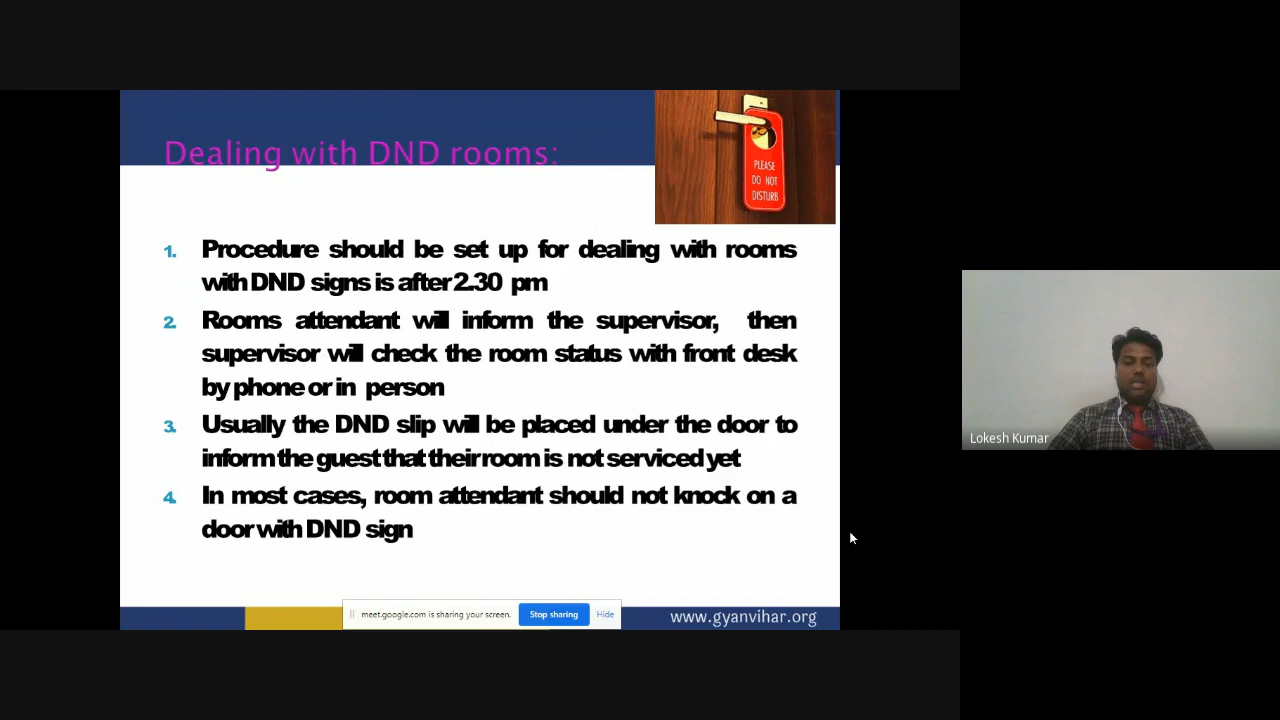 Dealing with DND rooms:
PLEASE
DO NOT
DISTURB
1. Procedure should be set up for dealing with rooms
with DND signs is after 2.30 pm
2. Rooms attendant will inform the supervisor, then
supervisor will check the room status with front desk
by phone or in person
3. Usually the DND slip will be placed under the door to
inform the guest that their room is not serviced yet
4. In most cases, room attendant should not knock on a
door with DND sign
Lokesh Kumar
meet.google.com is sharing your screen. Stop sharing Hide
www.gyanvihar.org